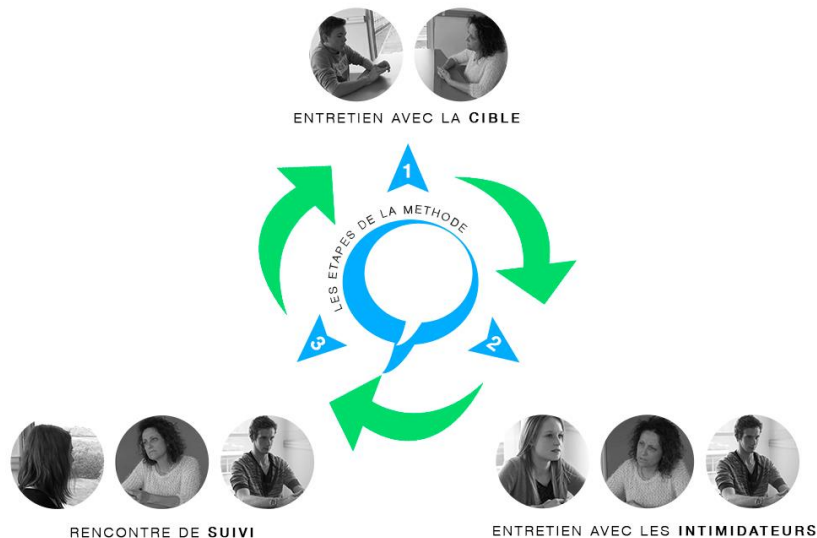 ENTRETIEN AVEC LA CIBLE
1
LES ETAPES DE LA METHODE
3
2
RENCONTRE DE SUIVI
ENTRETIEN AVEC LES INTIMIDATEURS